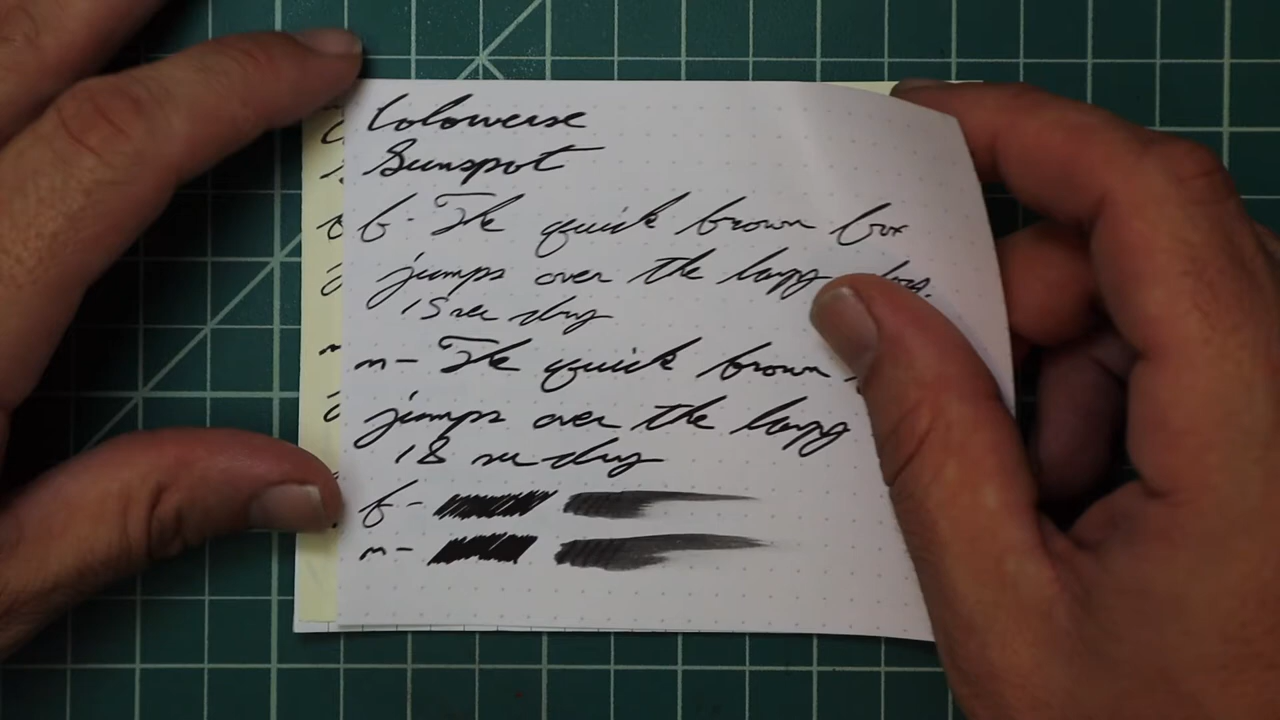 Colorverse
Sunspot
f- The quick brown fox
jumps over the lazy dog.
15 sec dry
m- The quick brown
jumps over the lazy
18 sec dry
f-
m-